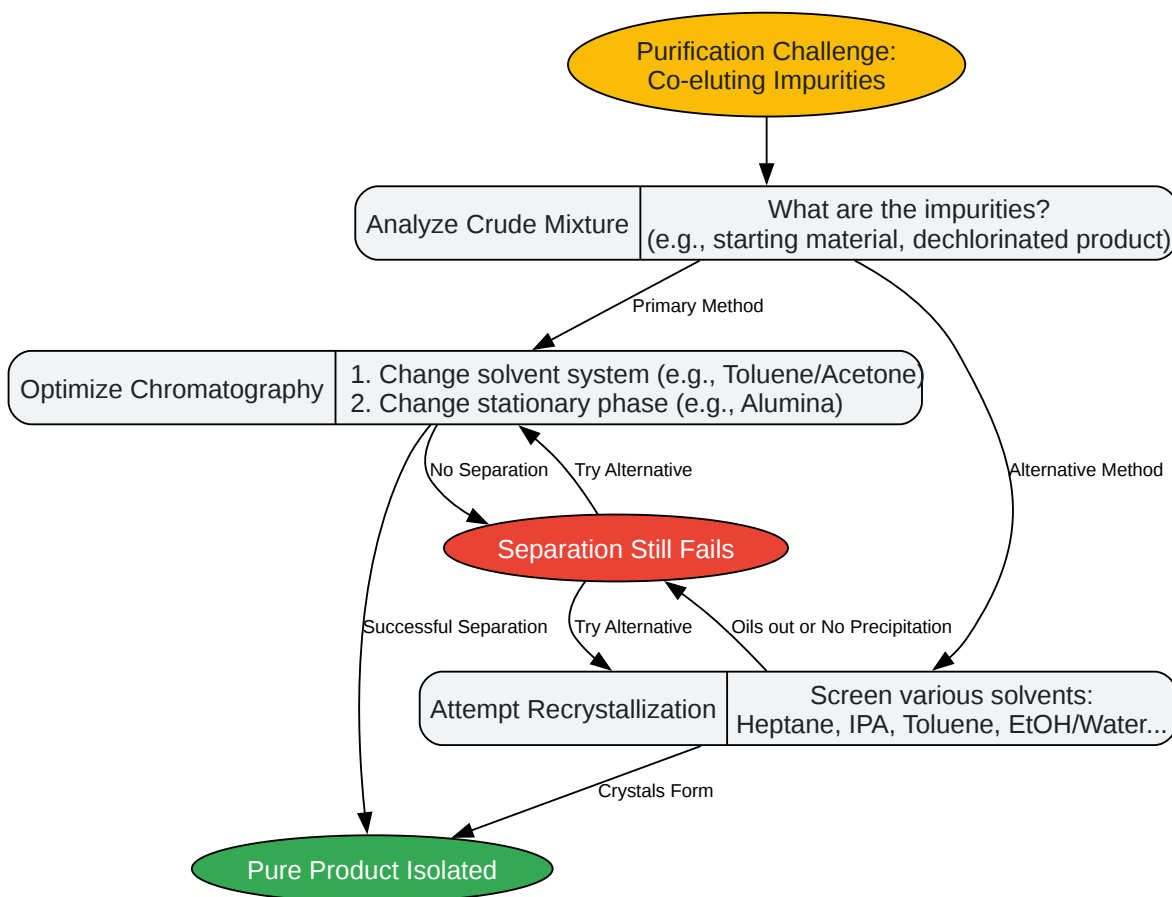 Purification Challenge:
Co-eluting Impurities
Analyze Crude Mixture
What are the impurities?
(e.g., starting material, dechlorinated product)
Primary Method
Optimize Chromatography
1. Change solvent system (e.g., Toluene/Acetone)
2. Change stationary phase (e.g., Alumina)
No Separation
Try Alternative
Alternative Method
Separation Still Fails
Successful Separation
Try Alternative
Oils out or No Precipitation
Attempt Recrystallization
Screen various solvents:
Heptane, IPA, Toluene, EtOH/Water...
Crystals Form
Pure Product Isolated